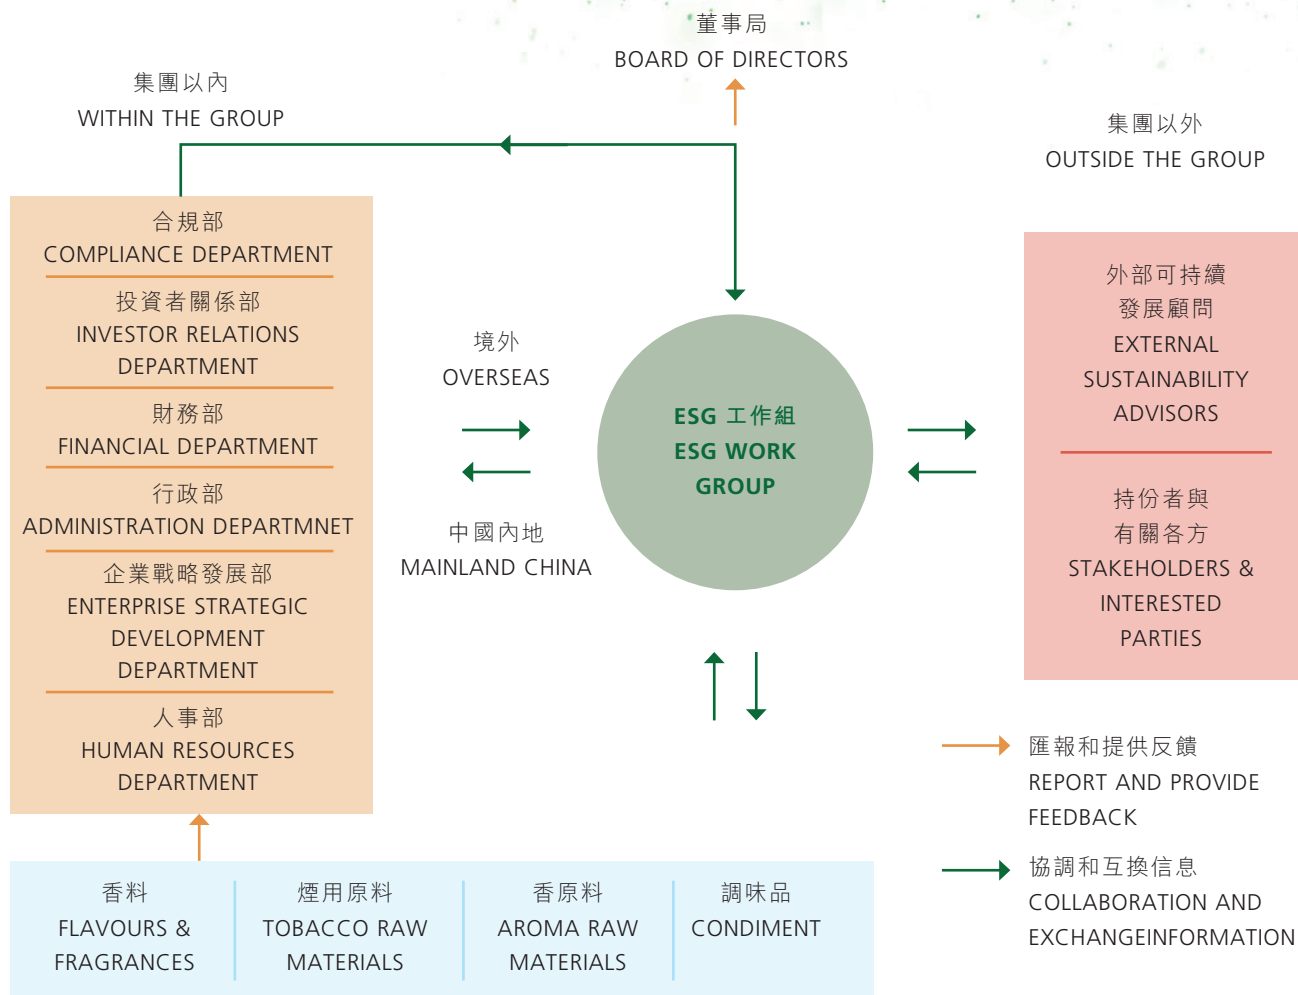 董事局
BOARD OF DIRECTORS
集團以內
WITHIN THE GROUP
集團以外
OUTSIDE THE GROUP
合規部
COMPLIANCE DEPARTMENT
投資者關係部
INVESTOR RELATIONS
DEPARTMENT
財務部
FINANCIAL DEPARTMENT
行政部
ADMINISTRATION DEPARTMNET
企業戰略發展部
ENTERPRISE STRATEGIC
DEVELOPMENT
DEPARTMENT
人事部
HUMAN RESOURCES
DEPARTMENT
境外
OVERSEAS
中國內地
MAINLAND CHINA
ESG 工作組
ESG WORK
GROUP
外部可持續
發展顧問
EXTERNAL
SUSTAINABILITY
ADVISORS
持份者與
有關各方
STAKEHOLDERS &
INTERESTED
PARTIES
匯報和提供反饋
REPORT AND PROVIDE
FEEDBACK
協調和互換信息
COLLABORATION AND
EXCHANGEINFORMATION
香料
FLAVOURS &
FRAGRANCES
煙用原料
TOBACCO RAW
MATERIALS
香原料
AROMA RAW
MATERIALS
調味品
CONDIMENT